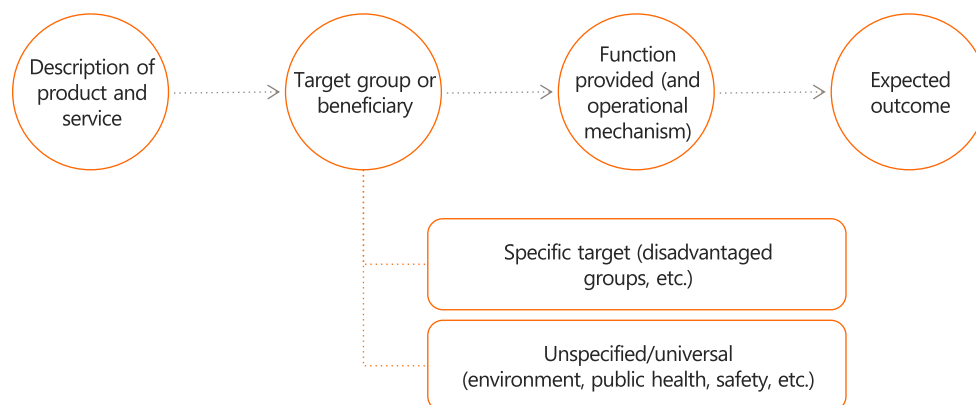 Description of
product and
service
Target group or
beneficiary
Function
provided (and
operational
mechanism)
Expected
outcome
Specific target (disadvantaged
groups, etc.)
Unspecified/universal
(environment, public health, safety, etc.)